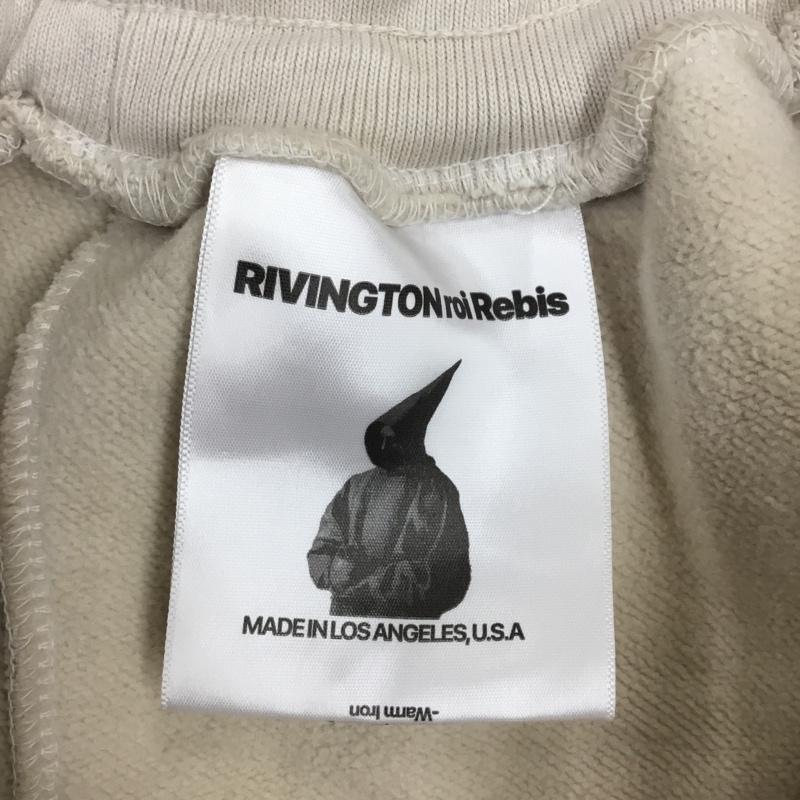 RIVINGTON roi Rebis
MADE IN LOS ANGELES, U.S.A
-Warm Iron